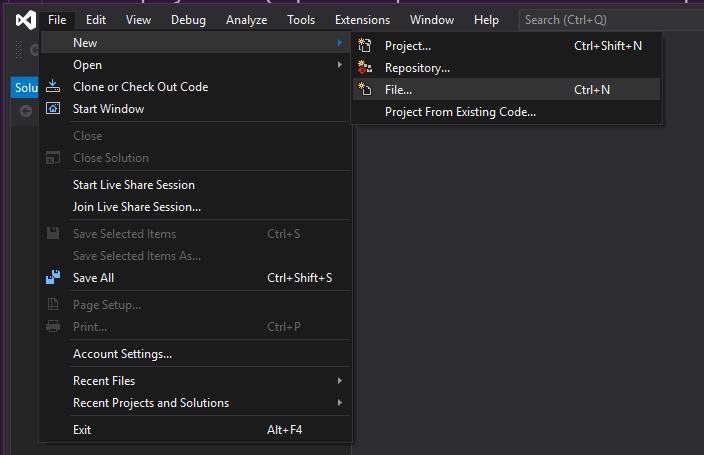 File Edit View Debug Analyze Tools Extensions Window Help Search (Ctrl+Q)
New
Project... Ctrl+Shift+N
Open
Repository...
Solu
Clone or Check Out Code
File... Ctrl+N
Start Window
Project From Existing Code...
Close
Close Solution
Start Live Share Session
Join Live Share Session...
Save Selected Items Ctrl+S
Save Selected Items As...
Save All Ctrl+Shift+S
Page Setup...
Print... Ctrl+P
Account Settings...
Recent Files
Recent Projects and Solutions
Exit Alt+F4